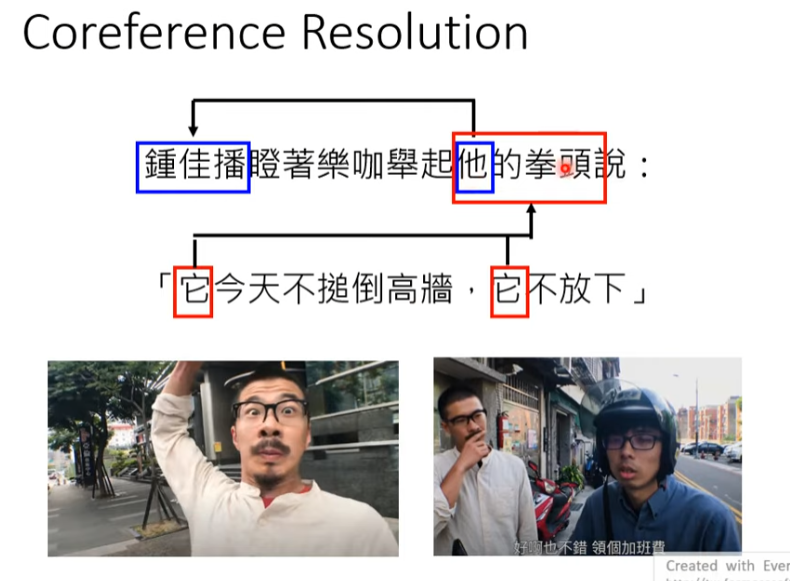 Coreference Resolution
鍾佳播瞪著樂咖舉起他的拳頭說：
「它今天不搥倒高牆，它不放下」
好啊也不錯 領個加班費
Created with Ever